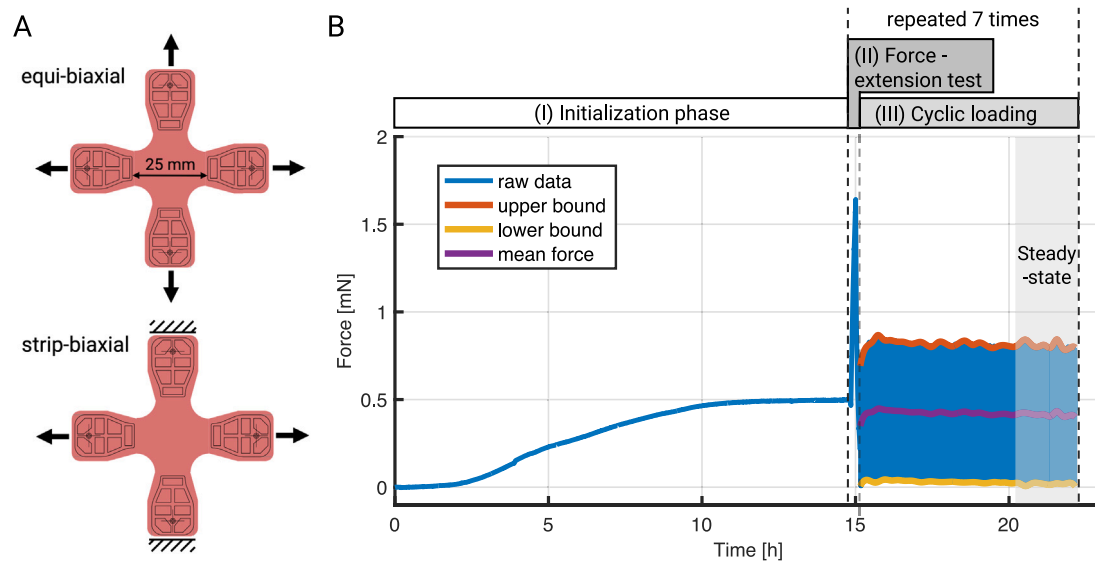 A
equi-biaxial
25 mm
strip-biaxial
B
repeated 7 times
(II) Force -
extension test
(I) Initialization phase
(III) Cyclic loading
2
1.5
1
0.5
0
Force [mN]
raw data
upper bound
lower bound
mean force
Steady
-state
0
5
10
15
20
Time [h]